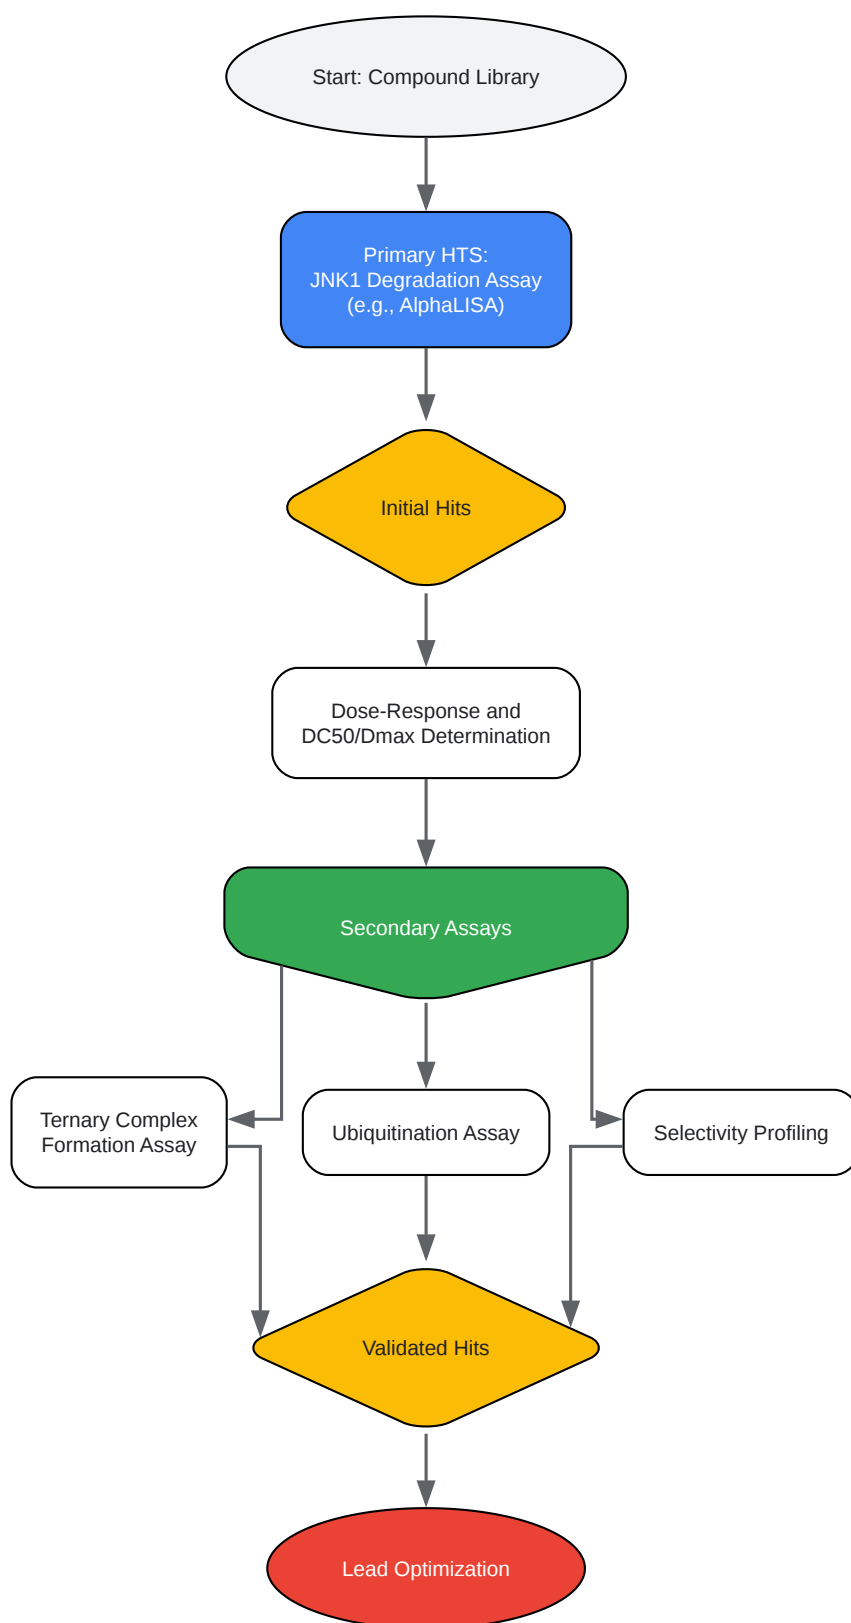 Start: Compound Library
Primary HTS:
JNK1 Degradation Assay
(e.g., AlphaLISA)
Initial Hits
Dose-Response and
DC50/Dmax Determination
Secondary Assays
Ternary Complex
Formation Assay
Ubiquitination Assay
Selectivity Profiling
Validated Hits
Lead Optimization